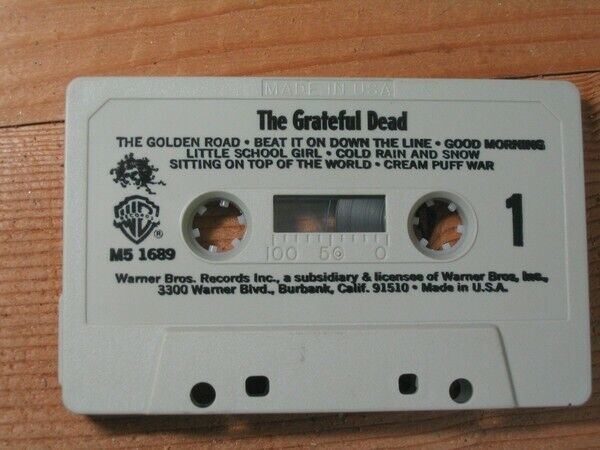 MADE IN USA
The Grateful Dead
THE GOLDEN ROAD • BEAT IT ON DOWN THE LINE • GOOD MORNING
LITTLE SCHOOL GIRL • COLD RAIN AND SNOW
SITTING ON TOP OF THE WORLD • CREAM PUFF WAR
WB
RECORDS
®
M5 1689
100 50 0
1
Warner Bros. Records Inc., a subsidiary & licensee of Warner Bros, Inc.,
3300 Warner Blvd., Burbank, Calif. 91510 • Made in U.S.A.